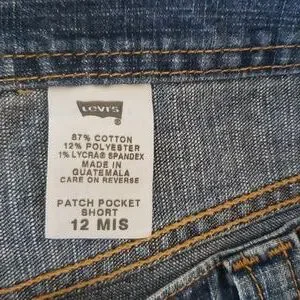 LEVI'S
87% COTTON
12% POLYESTER
1% LYCRA® SPANDEX
MADE IN
GUATEMALA
CARE ON REVERSE
PATCH POCKET
SHORT
12 MIS